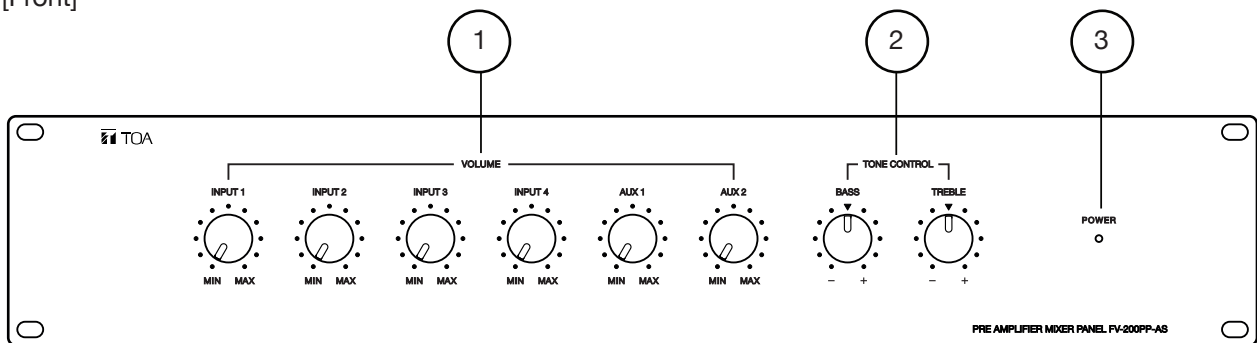 [Front]
1 2 3
TOA
VOLUME TONE CONTROL
INPUT 1 INPUT 2 INPUT 3 INPUT 4 AUX 1 AUX 2 BASS TREBLE
POWER
MIN MAX MIN MAX MIN MAX MIN MAX MIN MAX MIN MAX − + − +
PRE AMPLIFIER MIXER PANEL FV-200PP-AS